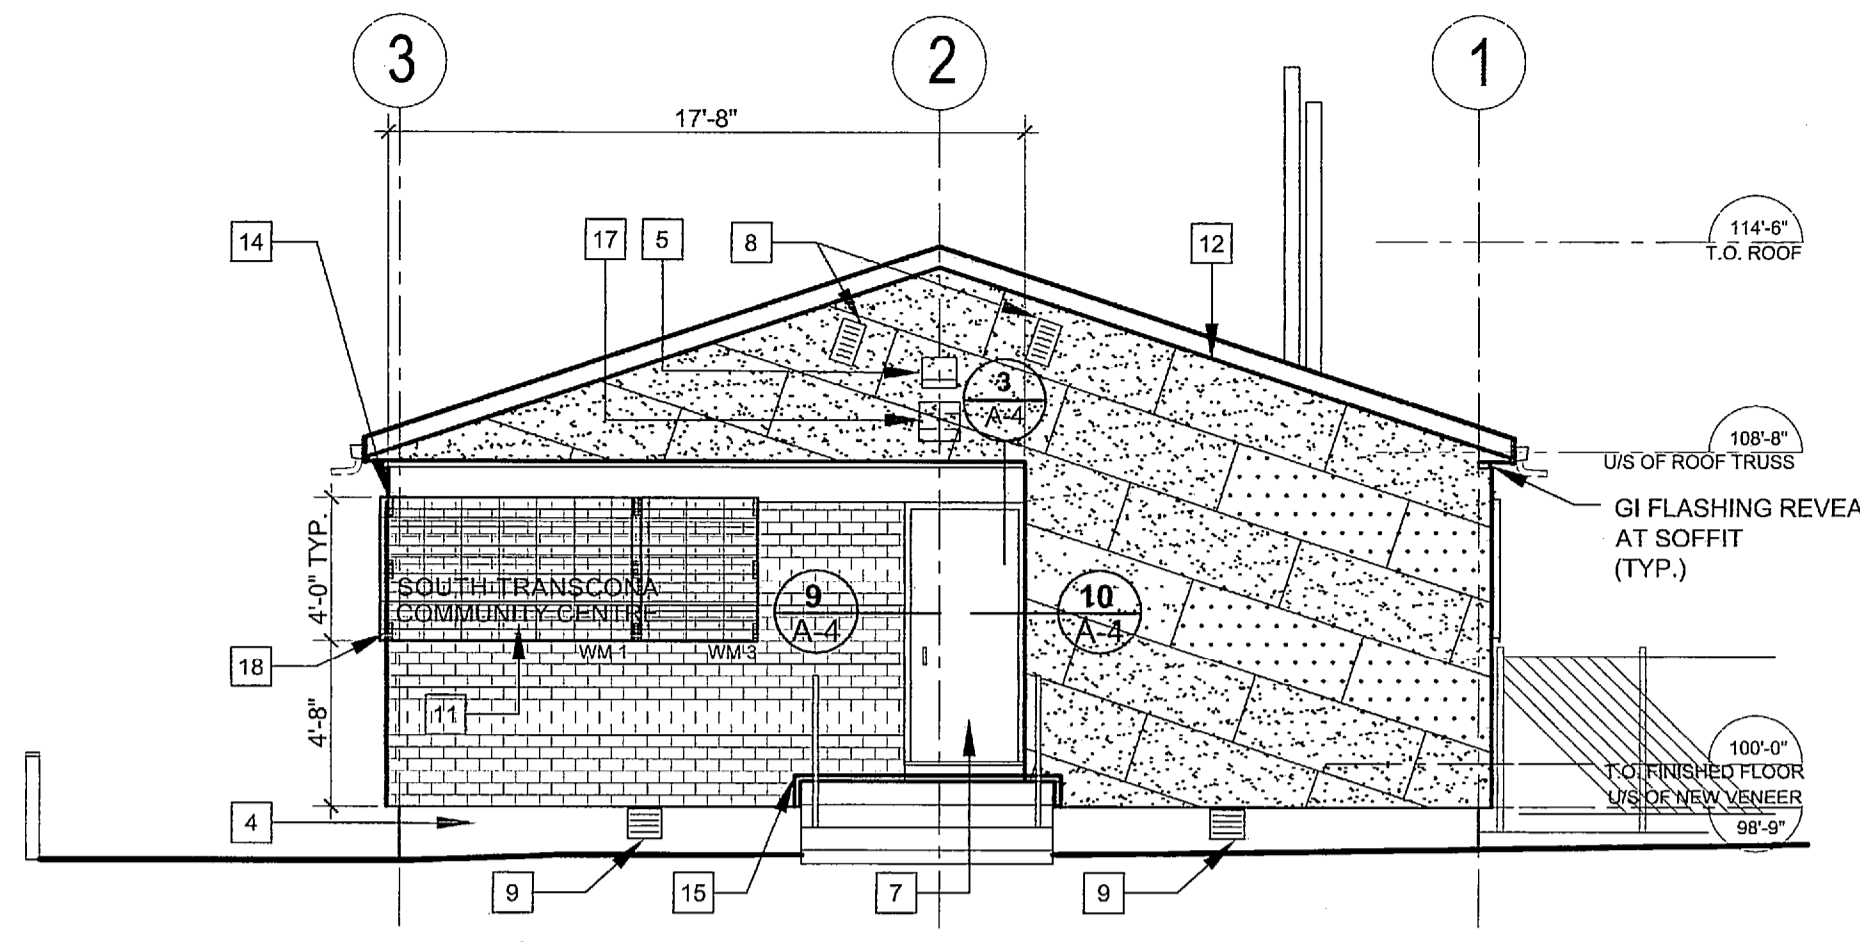 3
2
1
17'-8"
14
17
5
8
12
114'-6"
T.O. ROOF
3
A-4
108'-8"
U/S OF ROOF TRUSS
GI FLASHING REVEA
AT SOFFIT
(TYP.)
4'-0" TYP.
SOUTH TRANSCONA
COMMUNITY CENTRE
9
A-4
10
A-4
WM 1
WM 3
18
11
4'-8"
100'-0"
T.O. FINISHED FLOOR
U/S OF NEW VENEER
98'-9"
4
9
15
7
9